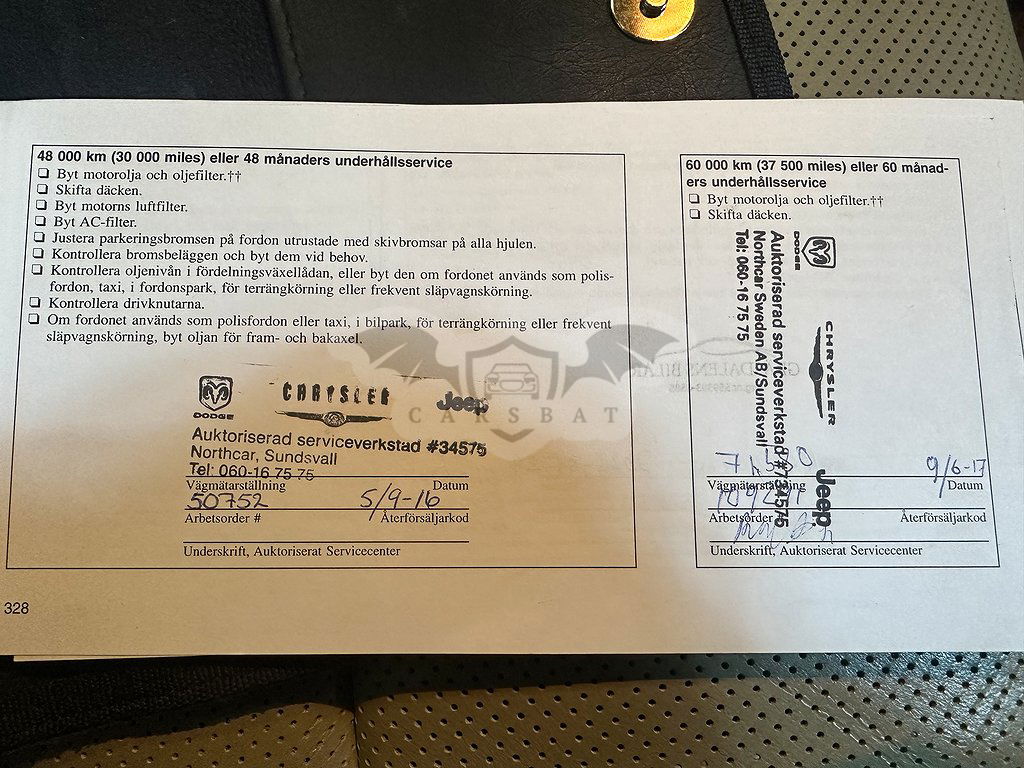 48 000 km (30 000 miles) eller 48 månaders underhållsservice
❏ Byt motorolja och oljefilter.††
❏ Skifta däcken.
❏ Byt motorns luftfilter.
❏ Byt AC-filter.
❏ Justera parkeringsbromsen på fordon utrustade med skivbromsar på alla hjulen.
❏ Kontrollera bromsbeläggen och byt dem vid behov.
❏ Kontrollera oljenivån i fördelningsväxellådan, eller byt den om fordonet används som polis-
fordon, taxi, i fordonspark, för terrängkörning eller frekvent släpvagnskörning.
❏ Kontrollera drivknutarna.
❏ Om fordonet används som polisfordon eller taxi, i bilpark, för terrängkörning eller frekvent
släpvagnskörning, byt oljan för fram- och bakaxel.
DODGE CHRYSLER Jeep
Auktoriserad serviceverkstad #34575
Northcar, Sundsvall
Tel: 060-16 75 75
Vägmätarställning Datum
50752 5/9-16
Arbetsorder # Återförsäljarkod
Underskrift, Auktoriserat Servicecenter
328
60 000 km (37 500 miles) eller 60 månad-
ers underhållsservice
❏ Byt motorolja och oljefilter.††
❏ Skifta däcken.
DODGE CHRYSLER Jeep
Auktoriserad serviceverkstad
Northcar Sweden AB/Sundsvall
Tel: 060-16 75 75
9/6-17
Vägmätarställning Datum
Arbetsorder Återförsäljarkod
Underskrift, Auktoriserat Servicecenter
CARSBAT